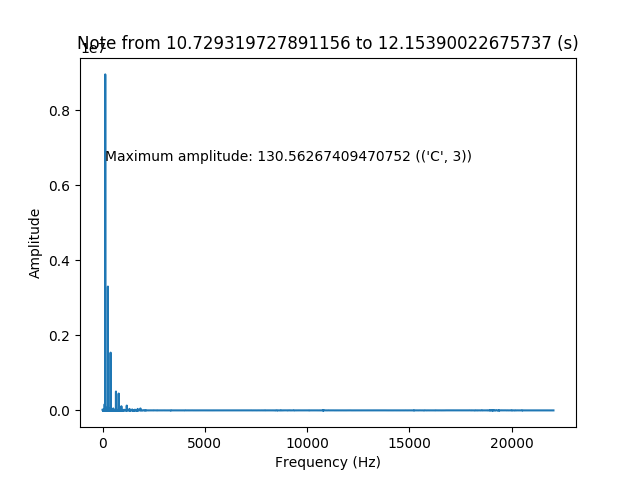 Note from 10.729319727891156 to 12.15390022675737 (s)
1e7
Maximum amplitude: 130.56267409470752 (('C', 3))
0.8
0.6
0.4
0.2
0.0
Amplitude
0 5000 10000 15000 20000
Frequency (Hz)